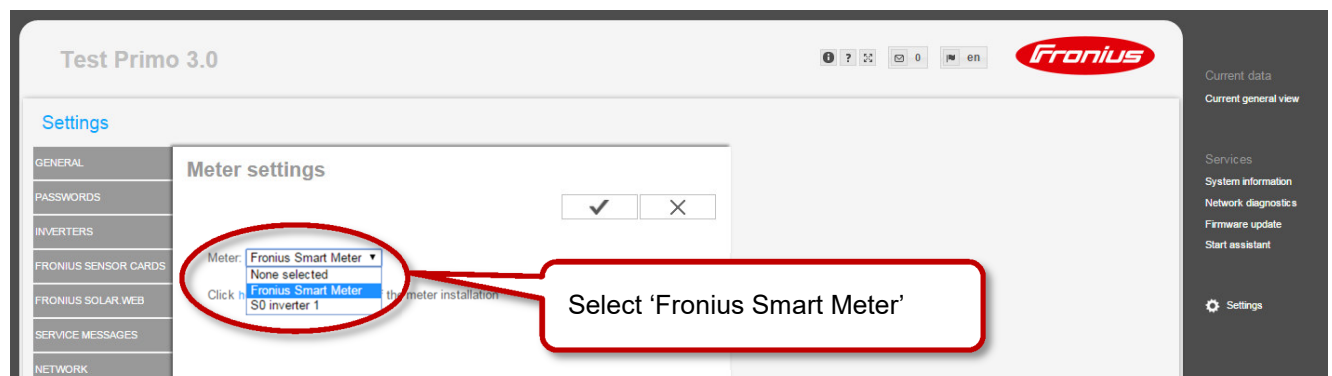 Test Primo 3.0
i ? 0 en
Fronius
Settings
GENERAL
PASSWORDS
INVERTERS
FRONIUS SENSOR CARDS
FRONIUS SOLAR.WEB
SERVICE MESSAGES
NETWORK
Meter settings
Meter: Fronius Smart Meter
None selected
Fronius Smart Meter
S0 inverter 1
Click the meter installation
Select ‘Fronius Smart Meter’
Current data
Current general view
Services
System information
Network diagnostics
Firmware update
Start assistant
Settings